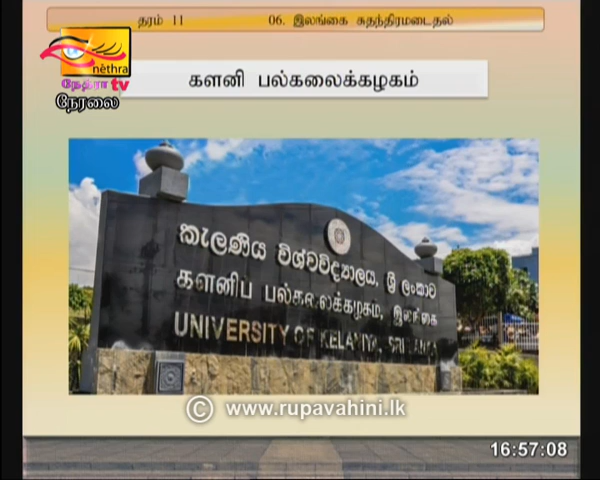 தரம் 11 06. இலங்கை சுதந்திரமடைதல்
nethra
நேத்ரா tv
நேரலை
களனி பல்கலைக்கழகம்
කැලණිය විශ්වවිද්‍යාලය, ශ්‍රී ලංකාව
களனிப பல்கலைக்கழகம், இலங்கை
UNIVERSITY OF KELANIYA, SRI LANKA
© www.rupavahini.lk
16:57:08